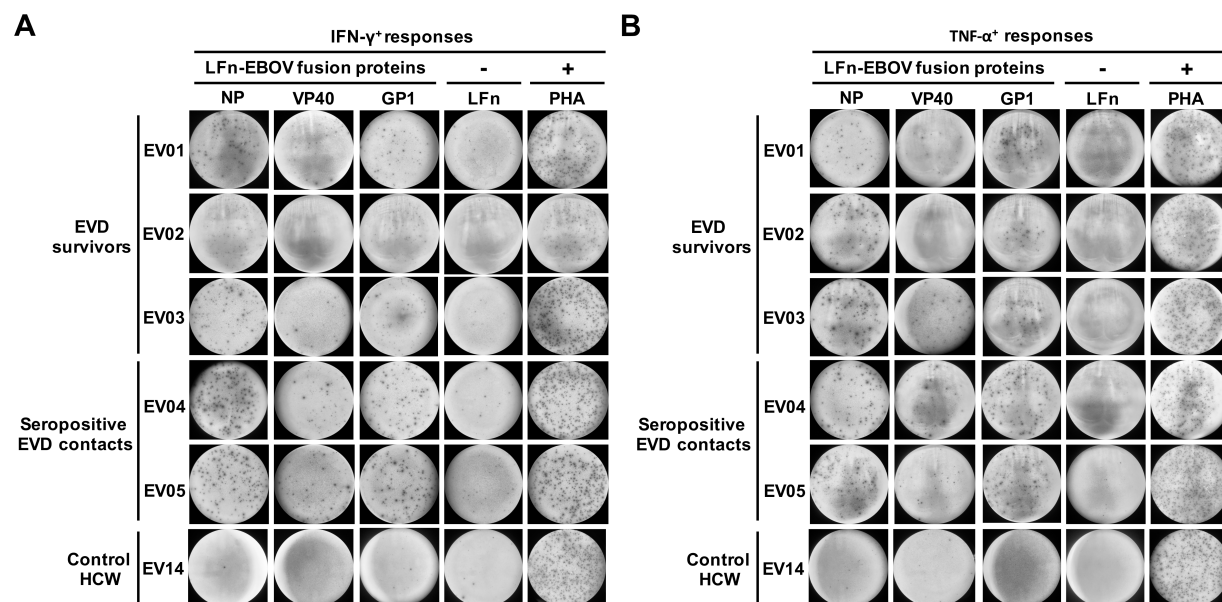 A
IFN-γ⁺ responses
LFn-EBOV fusion proteins - +
NP VP40 GP1 LFn PHA
EVD survivors
EV01
EV02
EV03
Seropositive EVD contacts
EV04
EV05
Control HCW
EV14
B
TNF-α⁺ responses
LFn-EBOV fusion proteins - +
NP VP40 GP1 LFn PHA
EVD survivors
EV01
EV02
EV03
Seropositive EVD contacts
EV04
EV05
Control HCW
EV14